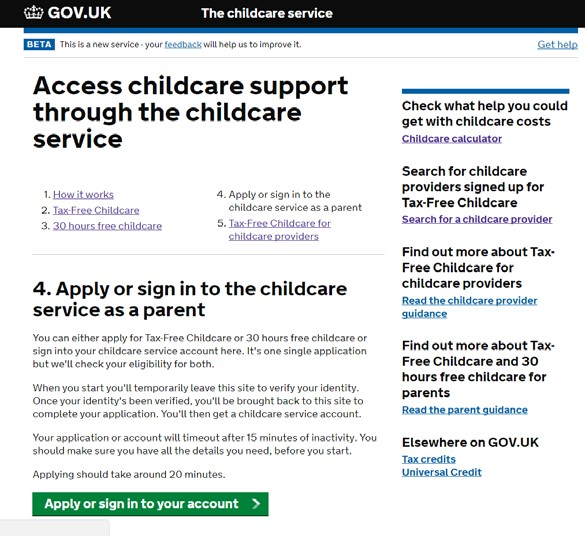 GOV.UK
The childcare service
BETA This is a new service - your feedback will help us to improve it.
Get help
Access childcare support
through the childcare
service
1. How it works
2. Tax-Free Childcare
3. 30 hours free childcare
4. Apply or sign in to the
childcare service as a parent
5. Tax-Free Childcare for
childcare providers
4. Apply or sign in to the childcare
service as a parent
You can either apply for Tax-Free Childcare or 30 hours free childcare or
sign into your childcare service account here. It's one single application
but we'll check your eligibility for both.
When you start you'll temporarily leave this site to verify your identity.
Once your identity's been verified, you'll be brought back to this site to
complete your application. You'll then get a childcare service account.
Your application or account will timeout after 15 minutes of inactivity. You
should make sure you have all the details you need, before you start.
Applying should take around 20 minutes.
Apply or sign in to your account
Check what help you could
get with childcare costs
Childcare calculator
Search for childcare
providers signed up for
Tax-Free Childcare
Search for a childcare provider
Find out more about Tax-
Free Childcare for
childcare providers
Read the childcare provider
guidance
Find out more about Tax-
Free Childcare and 30
hours free childcare for
parents
Read the parent guidance
Elsewhere on GOV.UK
Tax credits
Universal Credit